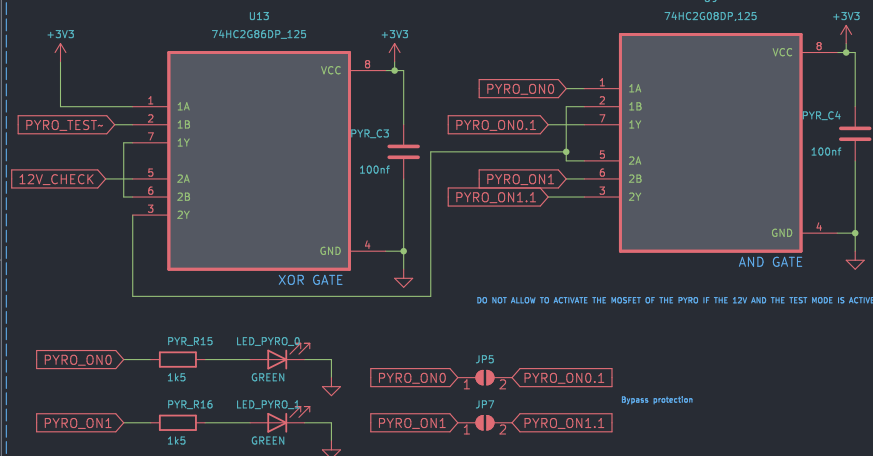 U13
74HC2G86DP_125
+3V3
+3V3
VCC
8
1
1A
PYRO_TEST~
2
1B
7
1Y
PYR_C3
100nf
12V_CHECK
5
2A
6
2B
3
2Y
GND
4
XOR GATE
74HC2G08DP,125
+3V3
VCC
8
PYRO_ON0
1
1A
2
1B
PYRO_ON0.1
7
1Y
PYR_C4
100nf
5
2A
PYRO_ON1
6
2B
PYRO_ON1.1
3
2Y
GND
4
AND GATE
DO NOT ALLOW TO ACTIVATE THE MOSFET OF THE PYRO IF THE 12V AND THE TEST MODE IS ACTIVE
PYRO_ON0
PYR_R15
1k5
LED_PYRO_0
GREEN
PYRO_ON1
PYR_R16
1k5
LED_PYRO_1
GREEN
JP5
PYRO_ON0
1
2
PYRO_ON0.1
JP7
PYRO_ON1
1
2
PYRO_ON1.1
Bypass protection